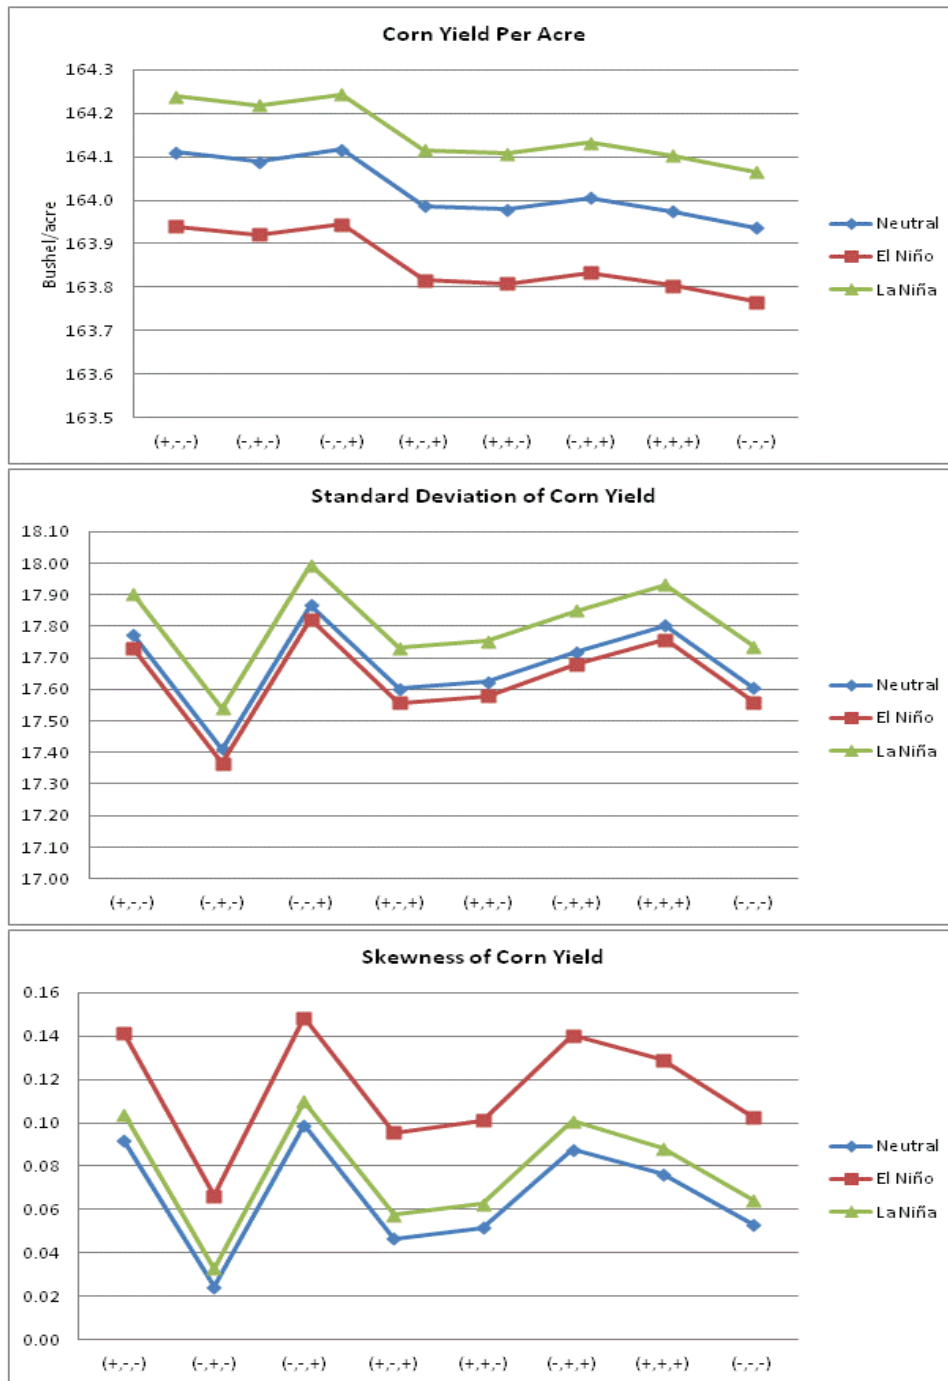 Corn Yield Per Acre
164.3
164.2
164.1
164.0
163.9
163.8
163.7
163.6
163.5
Bushel/acre
(+,-,-) (-,+,-) (-,-,+) (+,-,+) (+,+,-) (-,+,+) (+,+,+) (-,-,-)
Neutral
El Niño
La Niña
Standard Deviation of Corn Yield
18.10
18.00
17.90
17.80
17.70
17.60
17.50
17.40
17.30
17.20
17.10
17.00
(+,-,-) (-,+,-) (-,-,+) (+,-,+) (+,+,-) (-,+,+) (+,+,+) (-,-,-)
Neutral
El Niño
La Niña
Skewness of Corn Yield
0.16
0.14
0.12
0.10
0.08
0.06
0.04
0.02
0.00
(+,-,-) (-,+,-) (-,-,+) (+,-,+) (+,+,-) (-,+,+) (+,+,+) (-,-,-)
Neutral
El Niño
La Niña